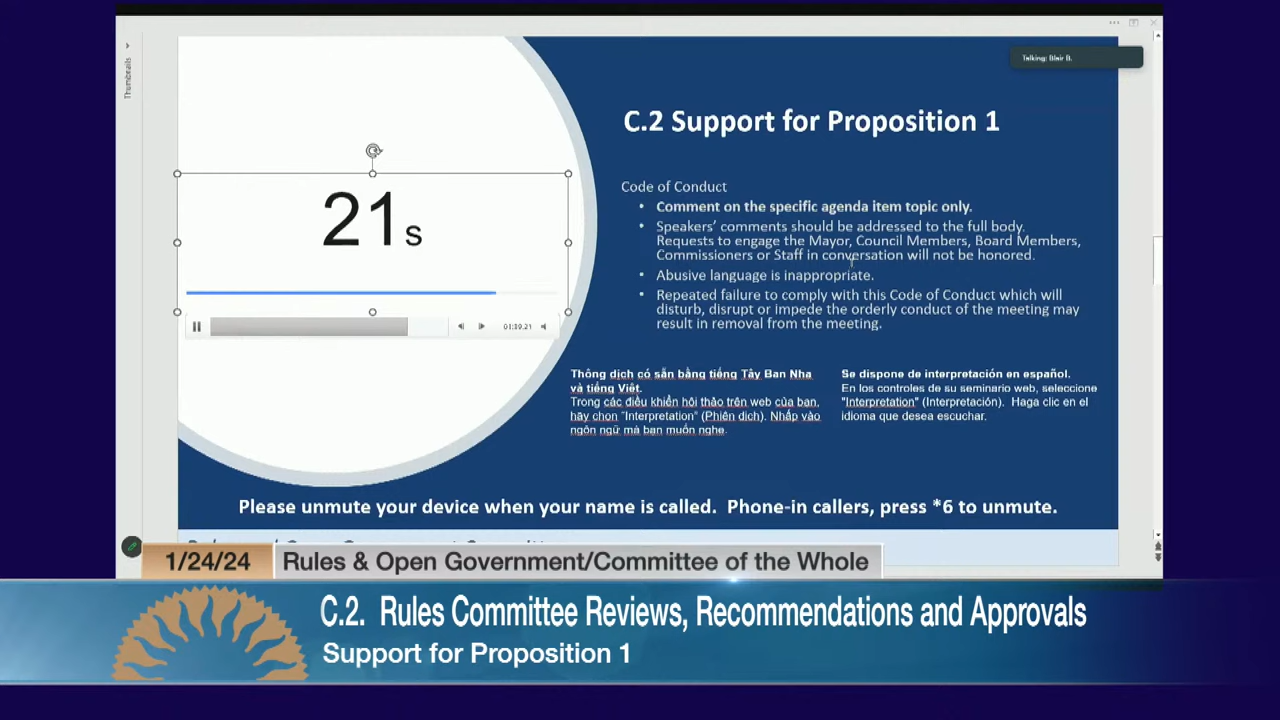 Thumbnails
Talking: Blair B.
C.2 Support for Proposition 1
21s
01:39.21
Code of Conduct
• Comment on the specific agenda item topic only.
• Speakers' comments should be addressed to the full body.
Requests to engage the Mayor, Council Members, Board Members,
Commissioners or Staff in conversation will not be honored.
• Abusive language is inappropriate.
• Repeated failure to comply with this Code of Conduct which will
disturb, disrupt or impede the orderly conduct of the meeting may
result in removal from the meeting.
Thông dịch có sẵn bằng tiếng Tây Ban Nha
và tiếng Việt.
Trong các điều khiển hội thảo trên web của bạn,
hãy chọn "Interpretation" (Phiên dịch). Nhấp vào
ngôn ngữ mà bạn muốn nghe.
Se dispone de interpretación en español.
En los controles de su seminario web, seleccione
"Interpretation" (Interpretación). Haga clic en el
idioma que desea escuchar.
Please unmute your device when your name is called. Phone-in callers, press *6 to unmute.
1/24/24
Rules & Open Government/Committee of the Whole
C.2. Rules Committee Reviews, Recommendations and Approvals
Support for Proposition 1